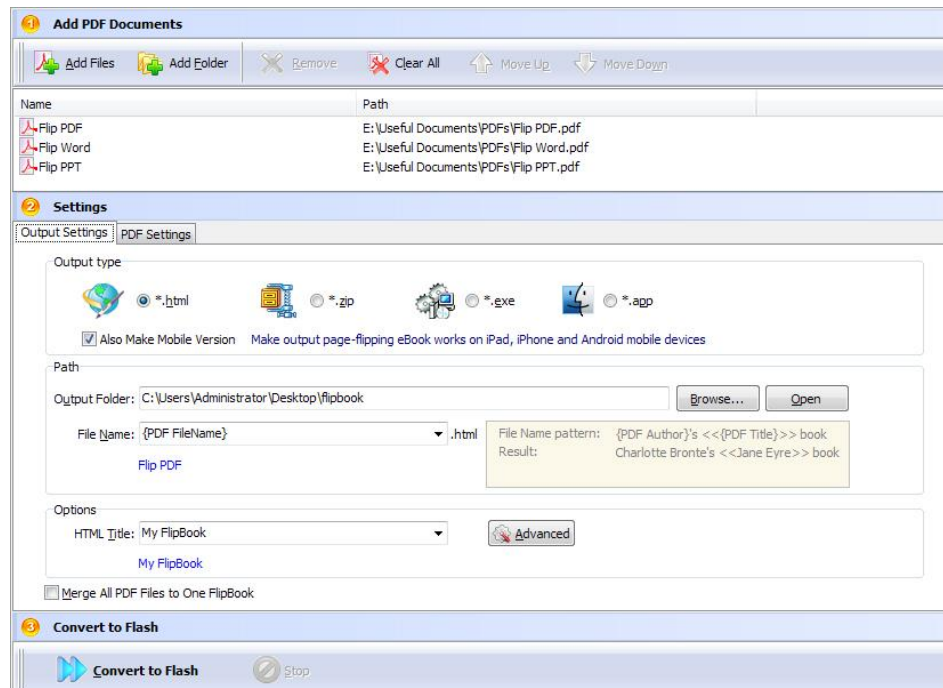 1 Add PDF Documents
Add Files Add Folder Remove Clear All Move Up Move Down
Name Path
Flip PDF E:\Useful Documents\PDFs\Flip PDF.pdf
Flip Word E:\Useful Documents\PDFs\Flip Word.pdf
Flip PPT E:\Useful Documents\PDFs\Flip PPT.pdf
2 Settings
Output Settings PDF Settings
Output type
*.html *.zip *.exe *.app
Also Make Mobile Version Make output page-flipping eBook works on iPad, iPhone and Android mobile devices
Path
Output Folder: C:\Users\Administrator\Desktop\flipbook Browse... Open
File Name: {PDF FileName} .html File Name pattern: {PDF Author}'s <<{PDF Title}>> book
Result: Charlotte Bronte's <<Jane Eyre>> book
Flip PDF
Options
HTML Title: My FlipBook Advanced
My FlipBook
Merge All PDF Files to One FlipBook
3 Convert to Flash
Convert to Flash Stop